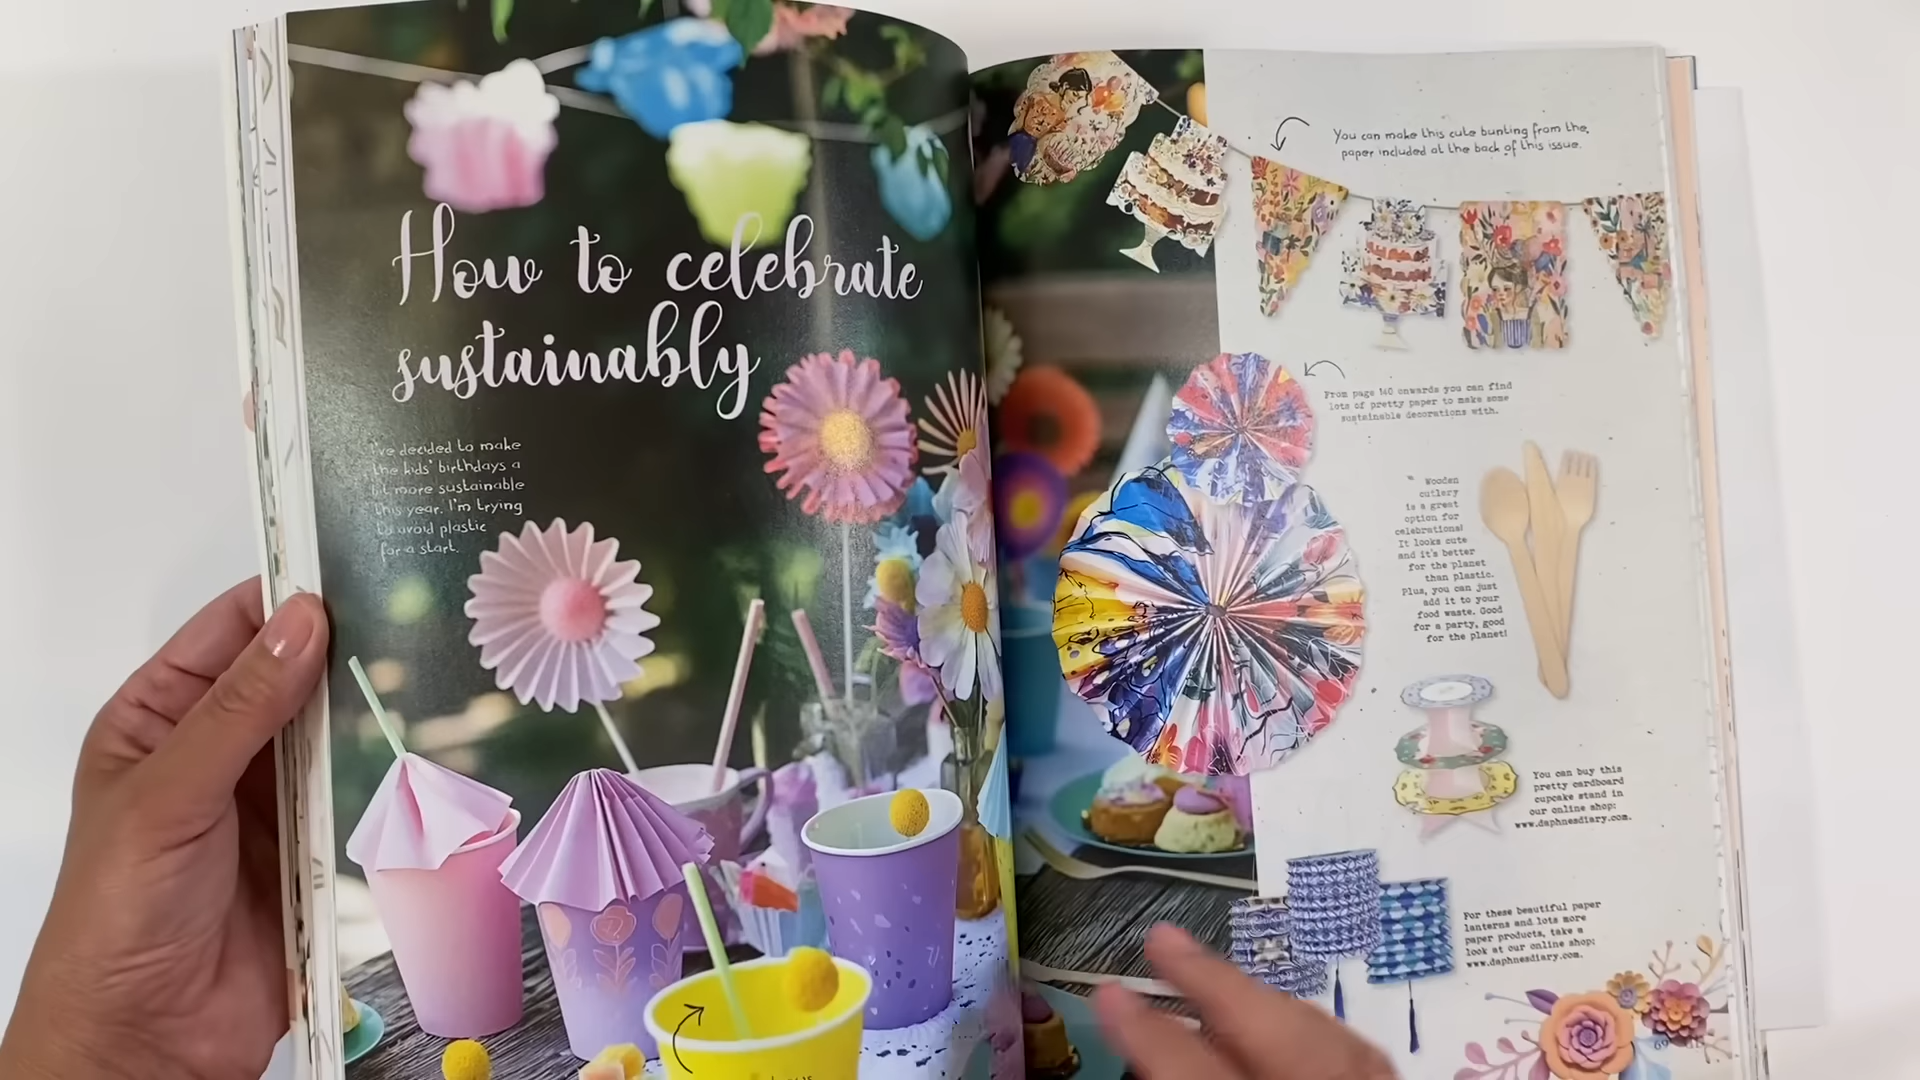 How to celebrate
sustainably
I've decided to make
the kids' birthdays a
bit more sustainable
this year. I'm trying
to avoid plastic
for a start.
You can make this cute bunting from the
paper included at the back of this issue.
From page 140 onwards you can find
lots of pretty paper to make some
sustainable decorations with.
Wooden
cutlery
is a great
option for
celebrations!
It looks cute
and it's better
for the planet
than plastic.
Plus, you can just
add it to your
food waste. Good
for a party, good
for the planet!
You can buy this
pretty cardboard
cupcake stand in
our online shop:
www.daphnesdiary.com.
For these beautiful paper
lanterns and lots more
paper products, take a
look at our online shop:
www.daphnesdiary.com.